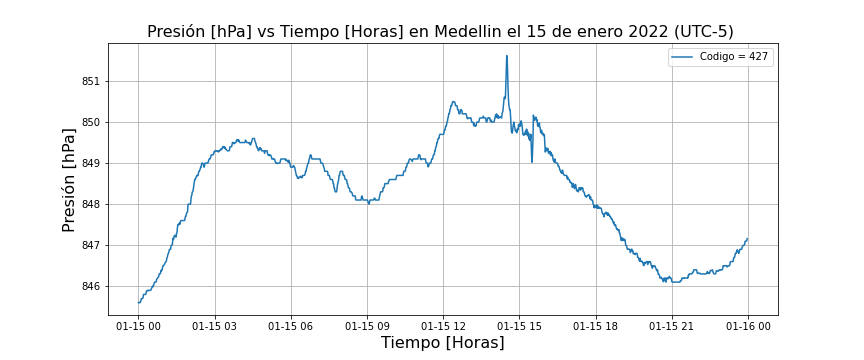 Presión [hPa] vs Tiempo [Horas] en Medellin el 15 de enero 2022 (UTC-5)
Codigo = 427
Presión [hPa]
851
850
849
848
847
846
01-15 00 01-15 03 01-15 06 01-15 09 01-15 12 01-15 15 01-15 18 01-15 21 01-16 00
Tiempo [Horas]